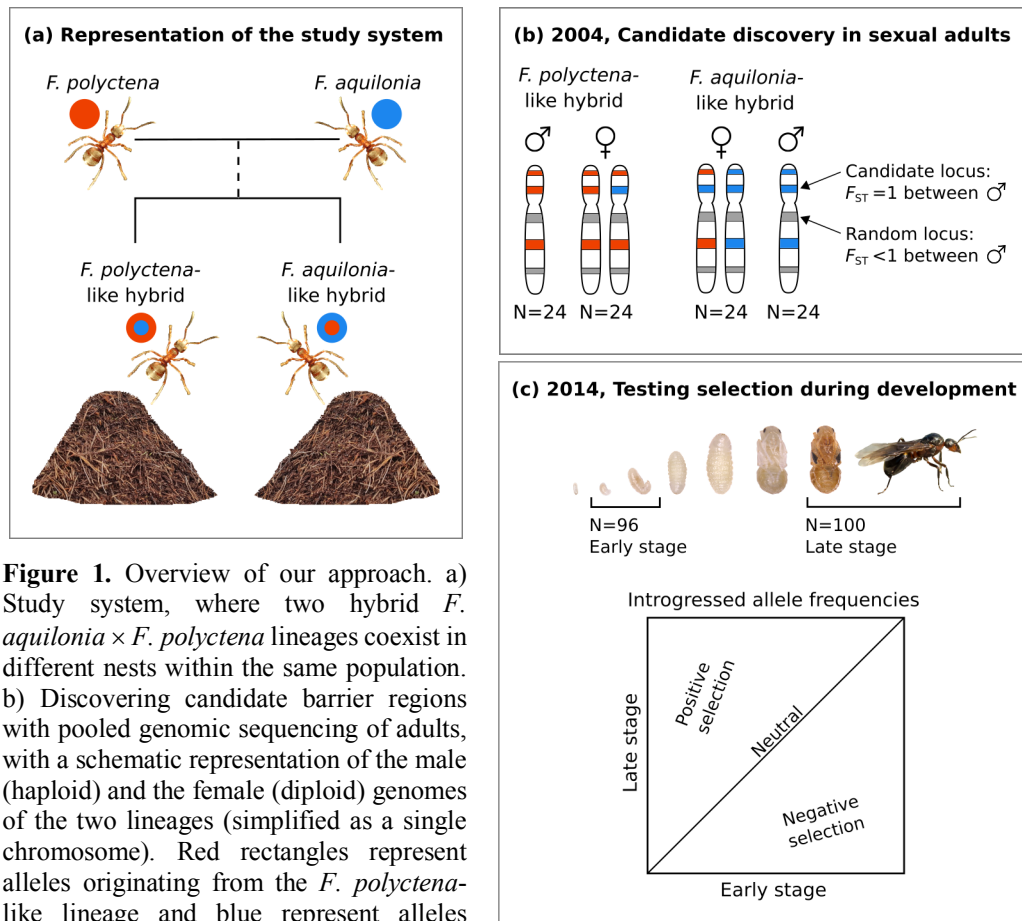 (a) Representation of the study system
F. polyctena
F. aquilonia
F. polyctena-
like hybrid
F. aquilonia-
like hybrid
(b) 2004, Candidate discovery in sexual adults
F. polyctena-
like hybrid
F. aquilonia-
like hybrid
♂ ♀ ♀ ♂
Candidate locus:
FST =1 between ♂
Random locus:
FST <1 between ♂
N=24 N=24 N=24 N=24
(c) 2014, Testing selection during development
N=96
Early stage
N=100
Late stage
Introgressed allele frequencies
Late stage
Positive
selection
Neutral
Negative
selection
Early stage
Figure 1. Overview of our approach. a)
Study system, where two hybrid F.
aquilonia × F. polyctena lineages coexist in
different nests within the same population.
b) Discovering candidate barrier regions
with pooled genomic sequencing of adults,
with a schematic representation of the male
(haploid) and the female (diploid) genomes
of the two lineages (simplified as a single
chromosome). Red rectangles represent
alleles originating from the F. polyctena-
like lineage and blue represent alleles